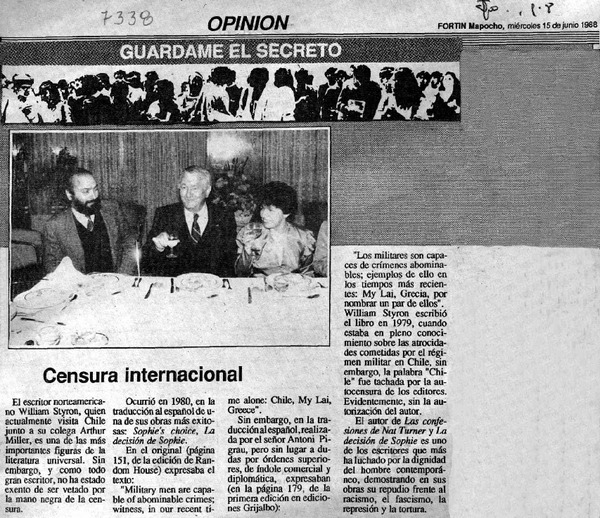 7338
OPINION
FORTIN Mapocho, miércoles 15 de junio 1988
GUARDAME EL SECRETO
Censura internacional
El escritor norteamerica-
no William Styron, quien
actualmente visita Chile
junto a su colega Arthur
Miller, es una de las más
importantes figuras de la
literatura universal. Sin
embargo, y como todo
gran escritor, no ha estado
exento de ser vetado por
la mano negra de la cen-
sura.
Ocurrió en 1980, en la
traducción al español de u-
na de sus obras más exito-
sas: Sophie's choice, La
decisión de Sophie.
En el original (página
151, de la edición de Ran-
dom House) expresaba el
texto:
"Military men are capa-
ble of abominable crimes;
witness, in our recent ti-
me alone: Chile, My Lai,
Greece".
Sin embargo, en la tra-
ducción al español, realiza-
da por el señor Antoni Pi-
grau, pero sin lugar a du-
das por órdenes superiores,
de índole comercial y
diplomática, expresaban
(en la página 179, de la
primera edición en edicio-
nes Grijalbo):
"Los militares son capa-
ces de crímenes abomina-
bles; ejemplos de ello en
los tiempos más recien-
tes: My Lai, Grecia, por
nombrar un par de ellos".
William Styron escribió
el libro en 1979, cuando
estaba en pleno conoci-
miento sobre las atrocida-
des cometidas por el régi-
men militar en Chile, sin
embargo, la palabra "Chi-
le" fue tachada por la au-
tocensura de los editores.
Evidentemente, sin la au-
torización del autor.
El autor de Las confe-
siones de Nat Turner y La
decisión de Sophie es uno
de los escritores que más
ha luchado por la dignidad
del hombre contemporá-
neo, demostrando en sus
obras su repudio frente al
racismo, el fascismo, la
represión y la tortura.